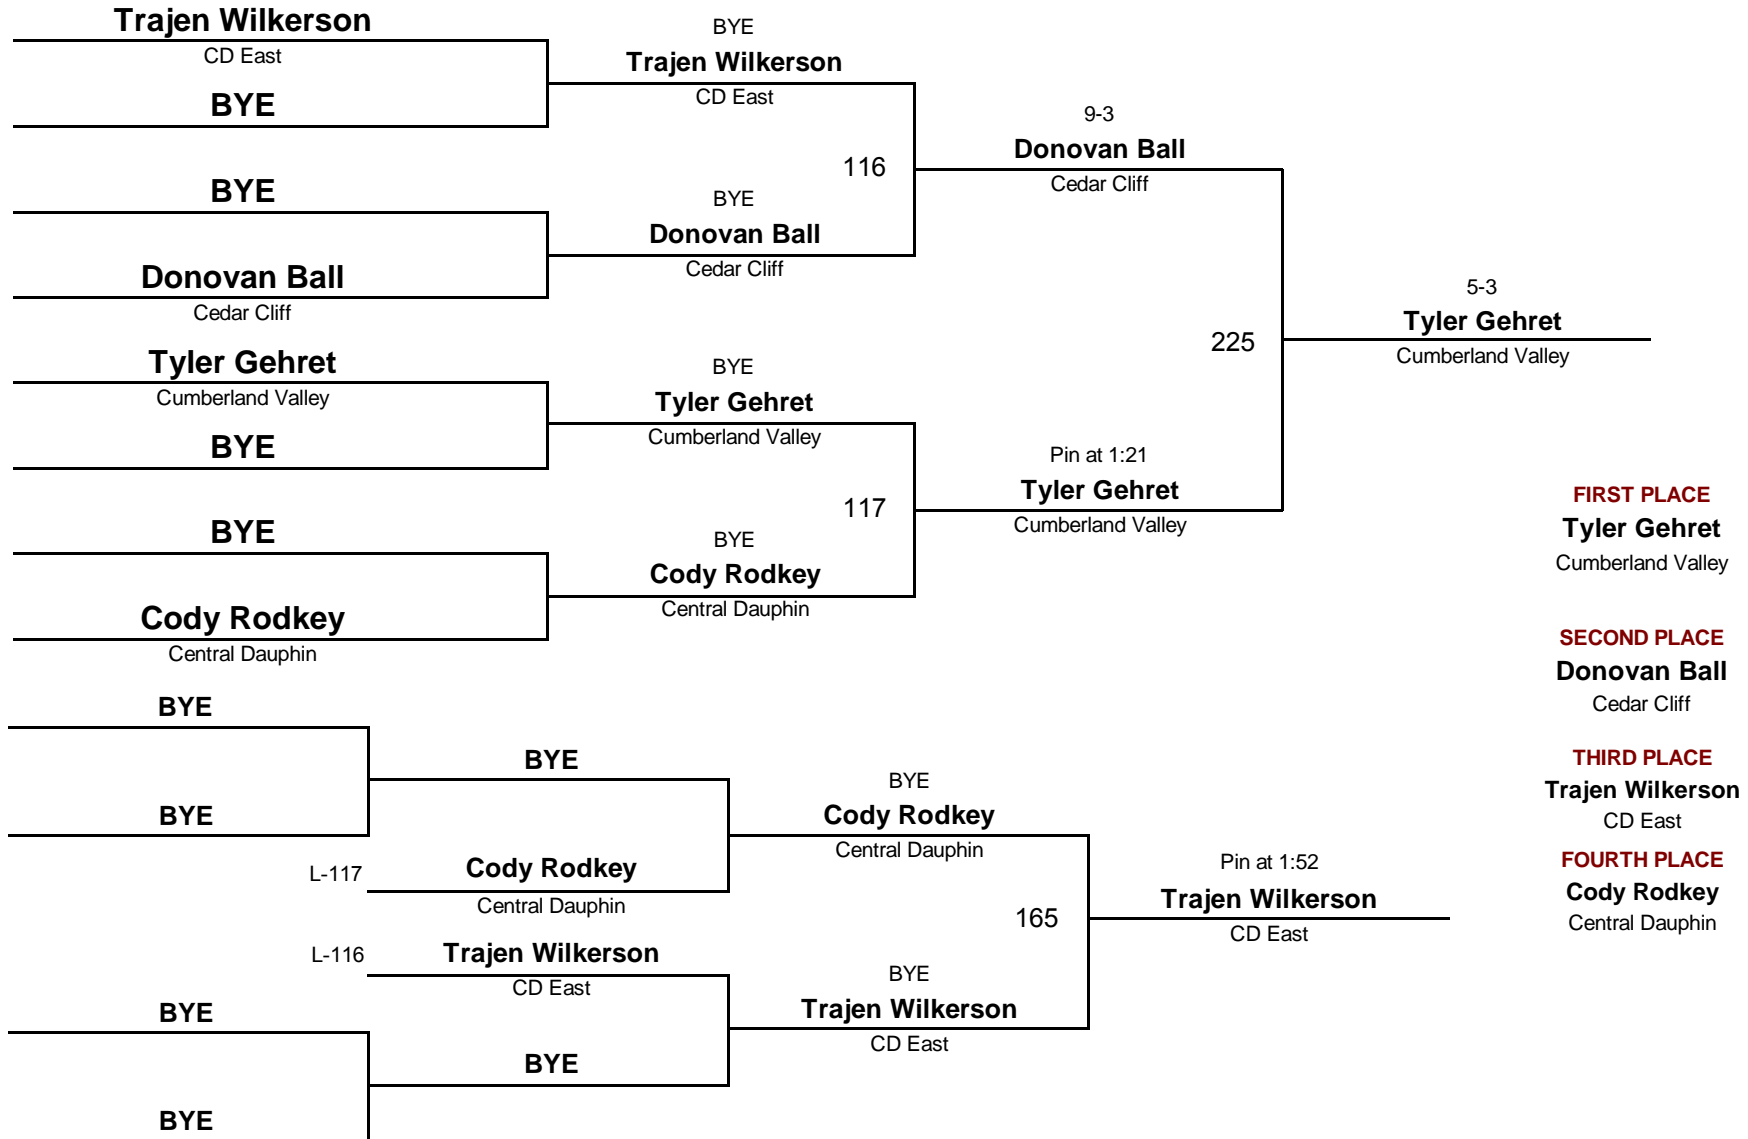 Trajen Wilkerson
CD East
BYE
BYE
Donovan Ball
Cedar Cliff
Tyler Gehret
Cumberland Valley
BYE
BYE
Cody Rodkey
Central Dauphin
BYE
Trajen Wilkerson
CD East
116
BYE
Donovan Ball
Cedar Cliff
BYE
Tyler Gehret
Cumberland Valley
117
BYE
Cody Rodkey
Central Dauphin
9-3
Donovan Ball
Cedar Cliff
225
Pin at 1:21
Tyler Gehret
Cumberland Valley
5-3
Tyler Gehret
Cumberland Valley
FIRST PLACE
Tyler Gehret
Cumberland Valley
SECOND PLACE
Donovan Ball
Cedar Cliff
THIRD PLACE
Trajen Wilkerson
CD East
FOURTH PLACE
Cody Rodkey
Central Dauphin
BYE
BYE
BYE
L-117
Cody Rodkey
Central Dauphin
L-116
Trajen Wilkerson
CD East
BYE
BYE
BYE
BYE
Cody Rodkey
Central Dauphin
165
BYE
Trajen Wilkerson
CD East
Pin at 1:52
Trajen Wilkerson
CD East